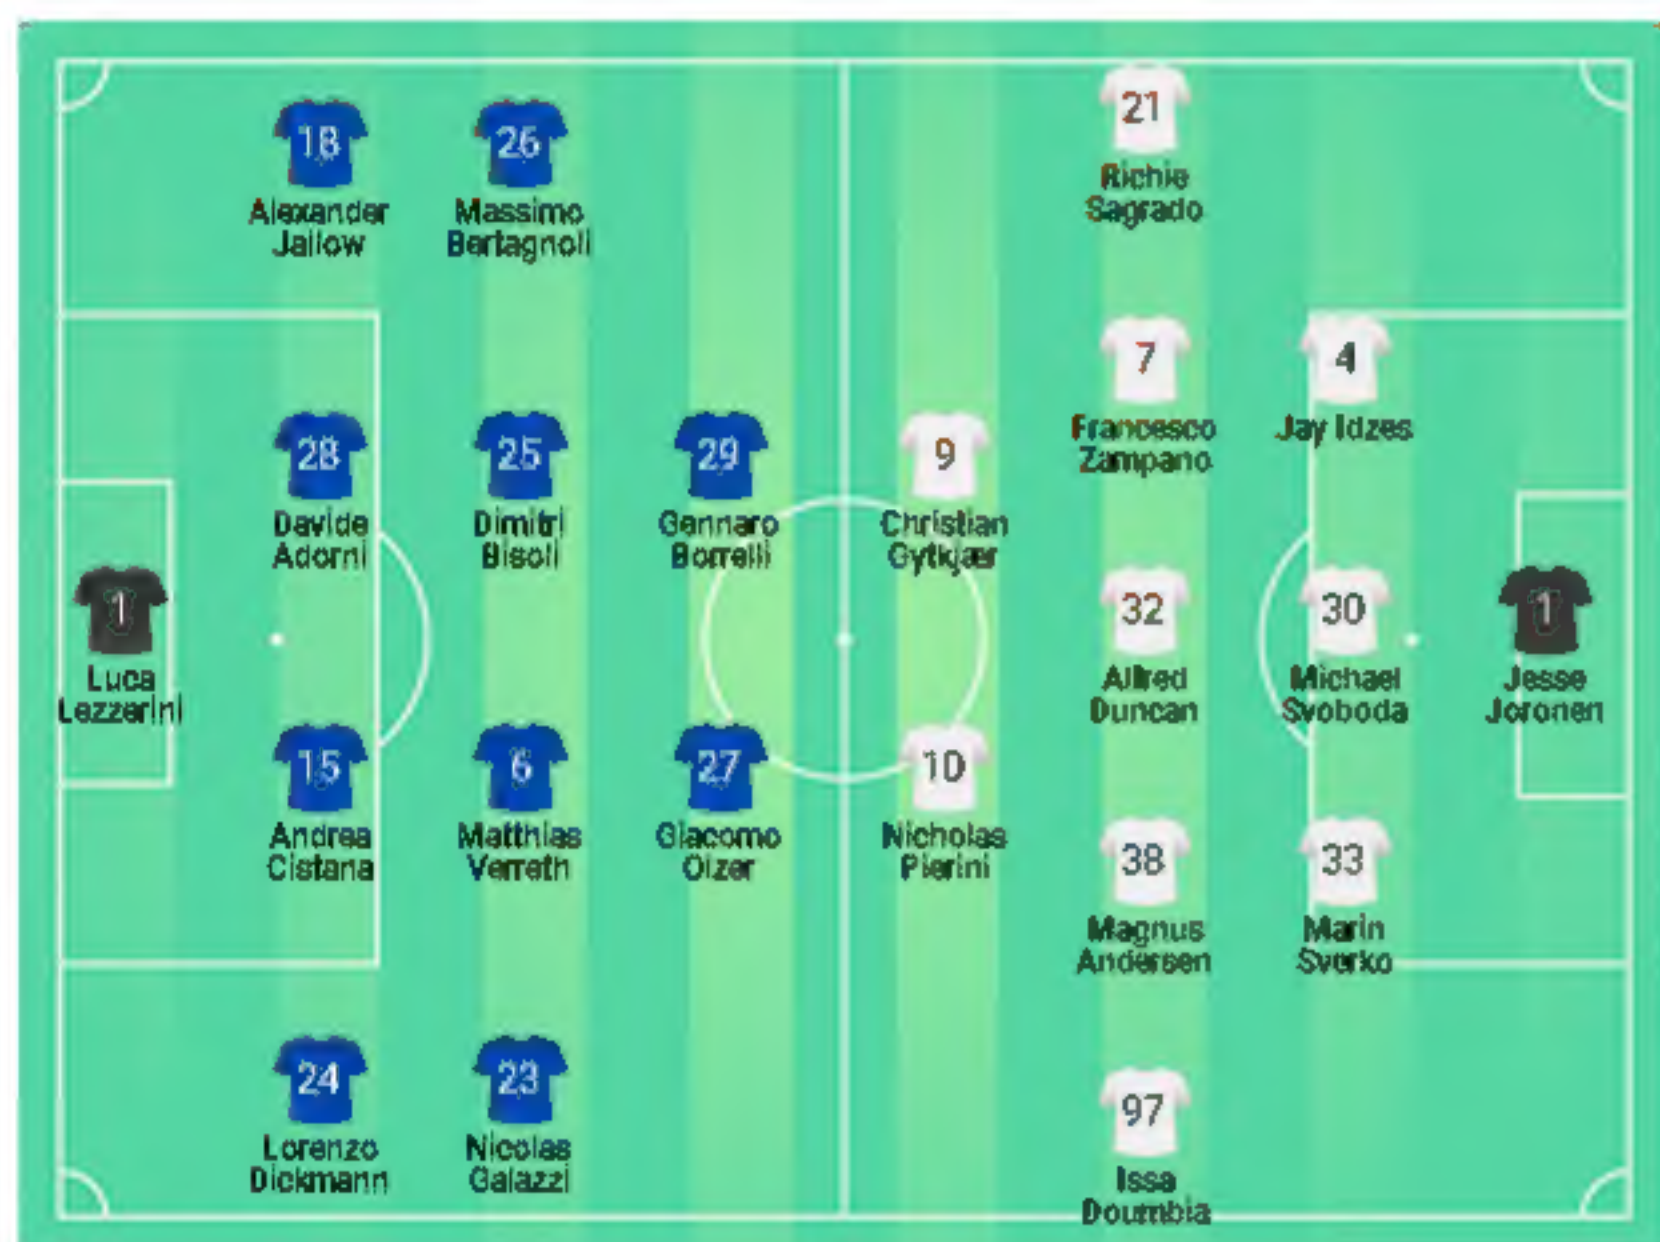 18
Alexander
Jallow
26
Massimo
Bertagnoli
21
Richie
Sagrado
7
Francesco
Zampano
4
Jay Idzes
28
Davide
Adorni
25
Dimitri
Bisoli
29
Gennaro
Borrelli
9
Christian
Gytkjær
1
Luca
Lezzerini
32
Alfred
Duncan
30
Michael
Svoboda
1
Jesse
Joronen
15
Andrea
Cistana
6
Matthias
Verreth
27
Giacomo
Olzer
10
Nicholas
Pierini
38
Magnus
Andersen
33
Marin
Sverko
24
Lorenzo
Dickmann
23
Nicolas
Galazzi
97
Issa
Doumbia